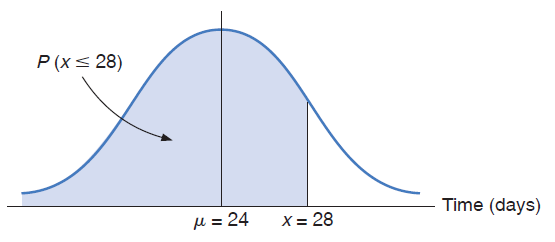 P (x ≤ 28)
Time (days)
μ = 24
x = 28